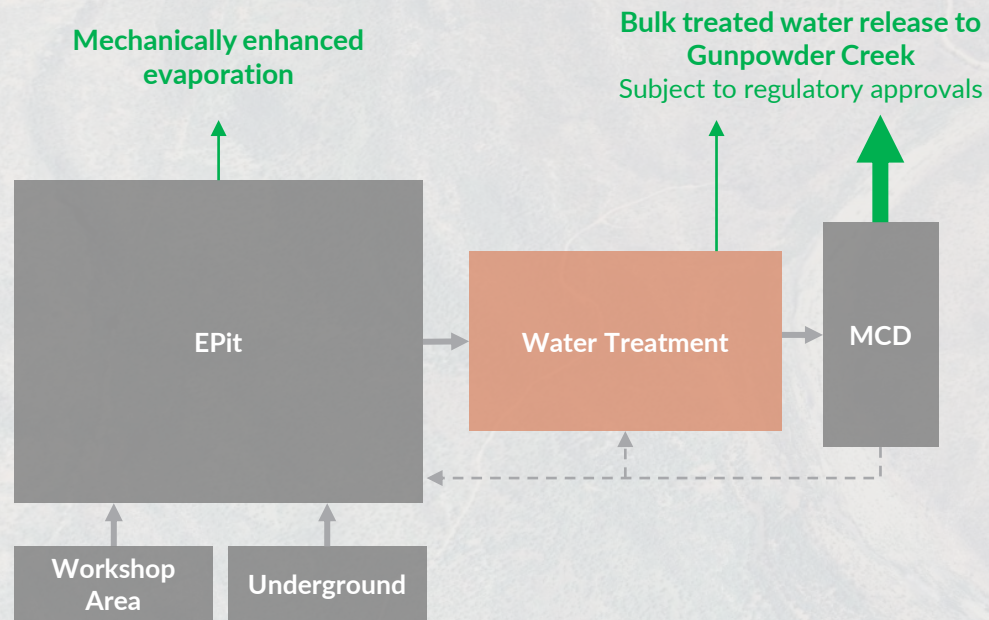 Mechanically enhanced
evaporation
Bulk treated water release to
Gunpowder Creek
Subject to regulatory approvals
EPit
Water Treatment
MCD
Workshop
Area
Underground